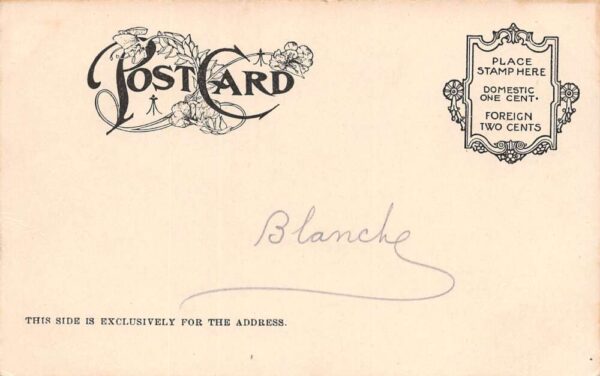 POST CARD
PLACE
STAMP HERE
DOMESTIC
ONE CENT.
FOREIGN
TWO CENTS
Blanche
THIS SIDE IS EXCLUSIVELY FOR THE ADDRESS.